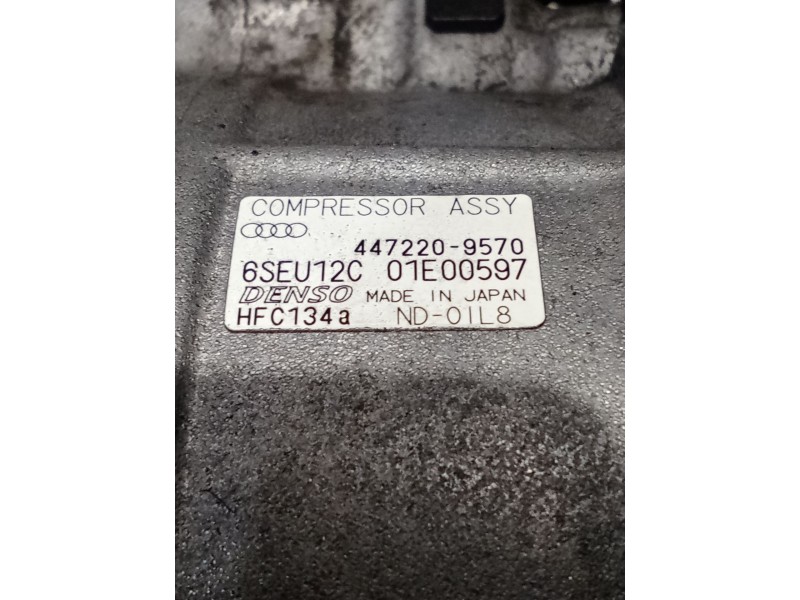 COMPRESSOR ASSY
447220-9570
6SEU12C 01E00597
DENSO MADE IN JAPAN
HFC134a ND-OIL8